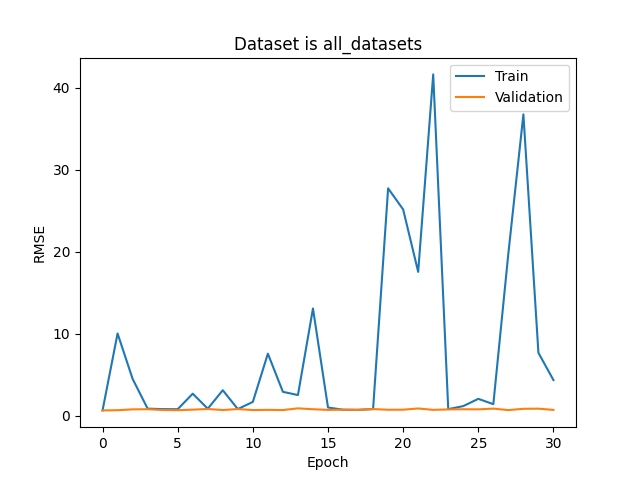 Dataset is all_datasets
Train
Validation
RMSE
40
30
20
10
0
0 5 10 15 20 25 30
Epoch